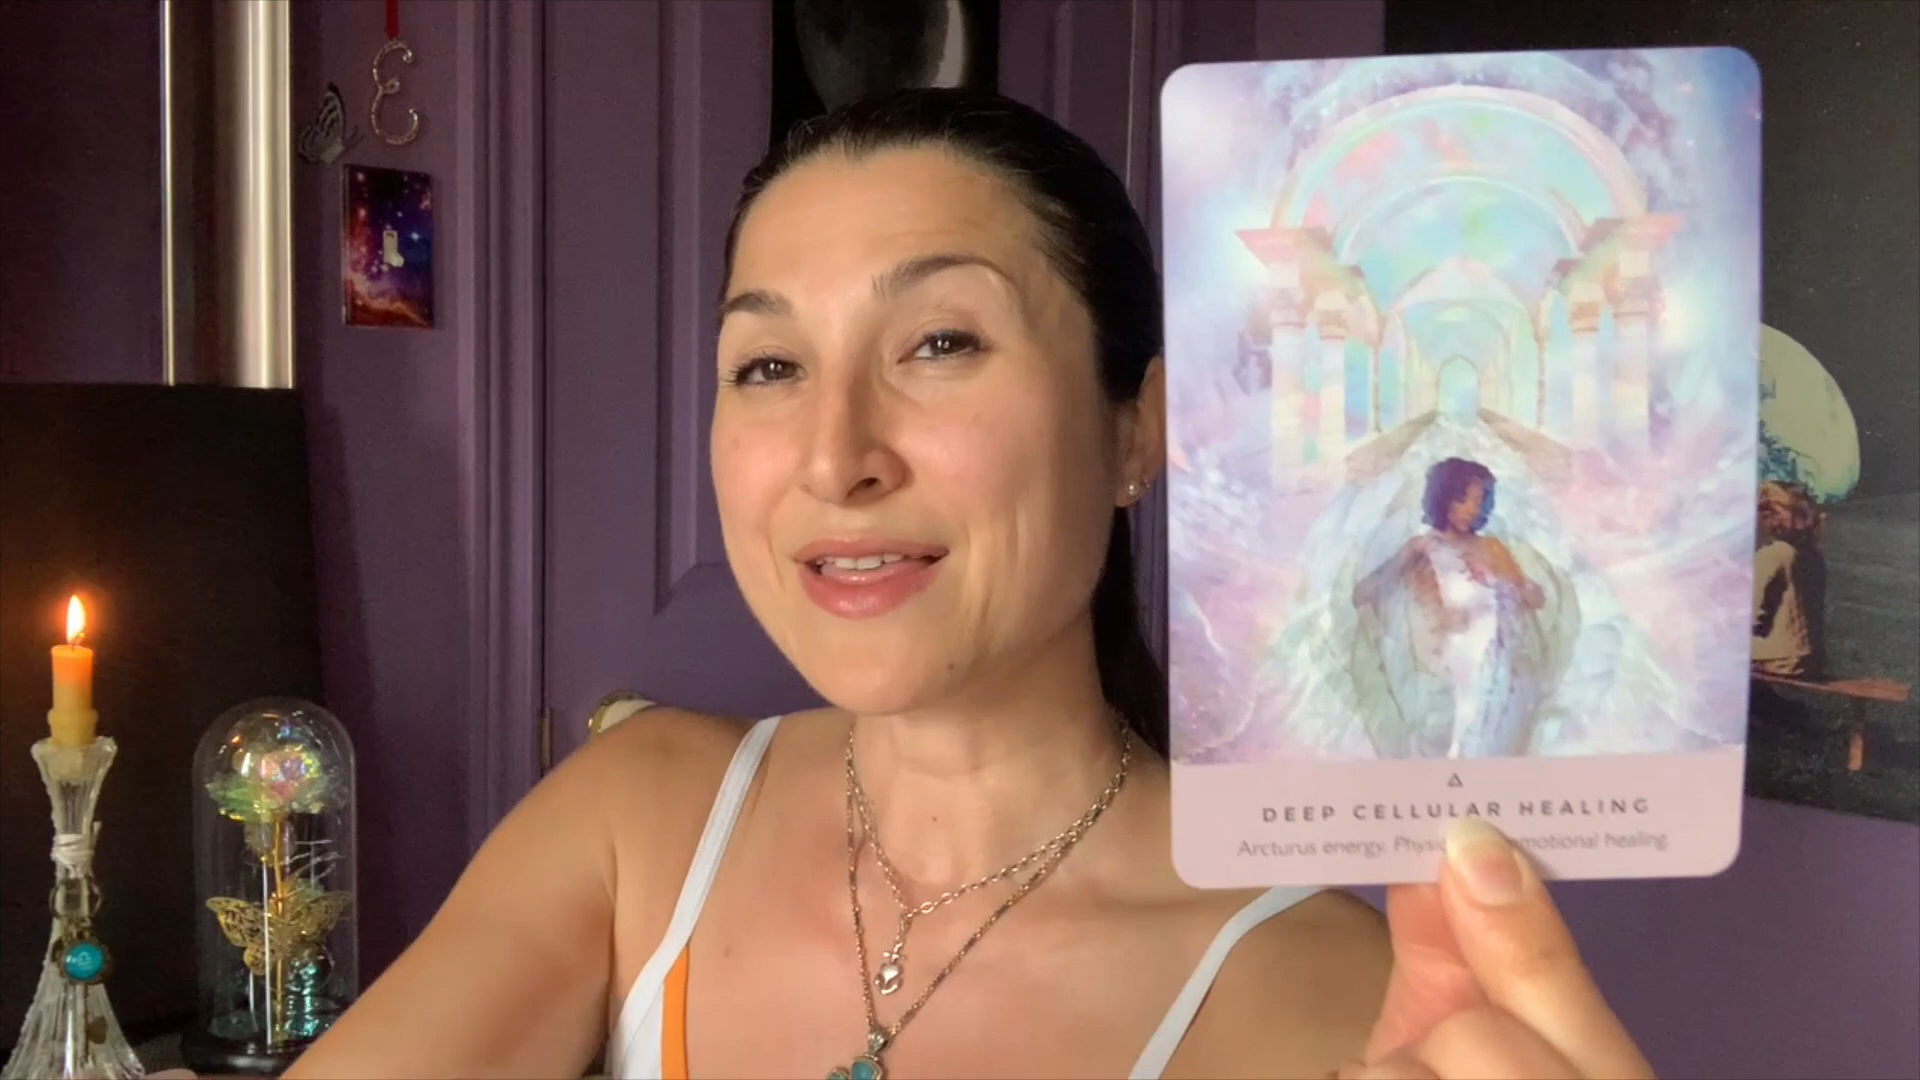 ℰ
DEEP CELLULAR HEALING
Arcturus energy. emotional healing.